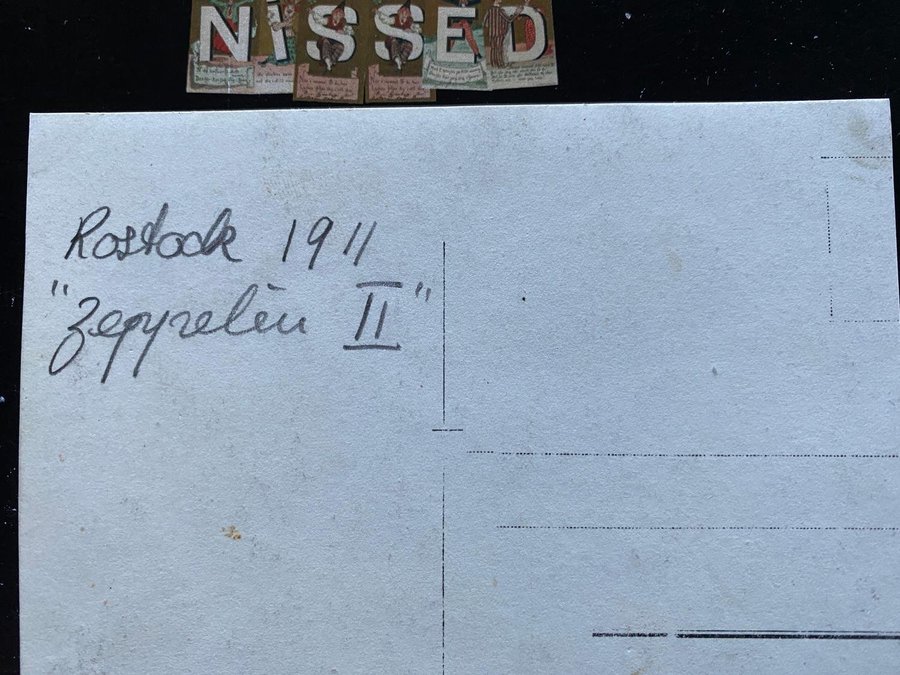 NISSED
Rostock 1911
"Zeppelin II"